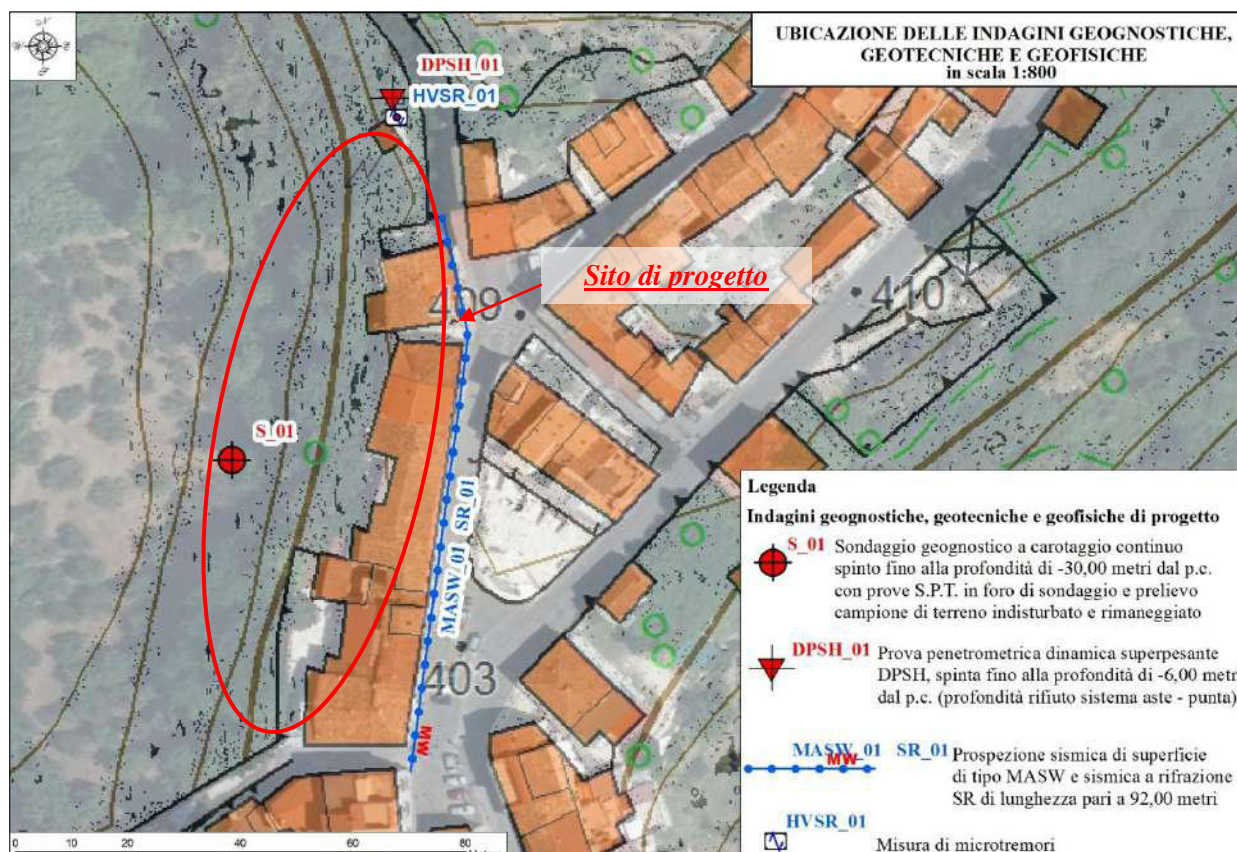 UBICAZIONE DELLE INDAGINI GEOGNOSTICHE,
GEOTECNICHE E GEOFISICHE
in scala 1:800
DPSH_01
HVSR_01
Sito di progetto
409
410
S_01
MASW_01 SR_01
403
MW
Legenda
Indagini geognostiche, geotecniche e geofisiche di progetto
S_01 Sondaggio geognostico a carotaggio continuo
spinto fino alla profondità di -30,00 metri dal p.c.
con prove S.P.T. in foro di sondaggio e prelievo
campione di terreno indisturbato e rimaneggiato
DPSH_01 Prova penetrometrica dinamica superpesante
DPSH, spinta fino alla profondità di -6,00 metr
dal p.c. (profondità rifiuto sistema aste - punta)
MASW_01 SR_01 Prospezione sismica di superficie
MW di tipo MASW e sismica a rifrazione
SR di lunghezza pari a 92,00 metri
HVSR_01
Misura di microtremori
0 10 20 40 60 80